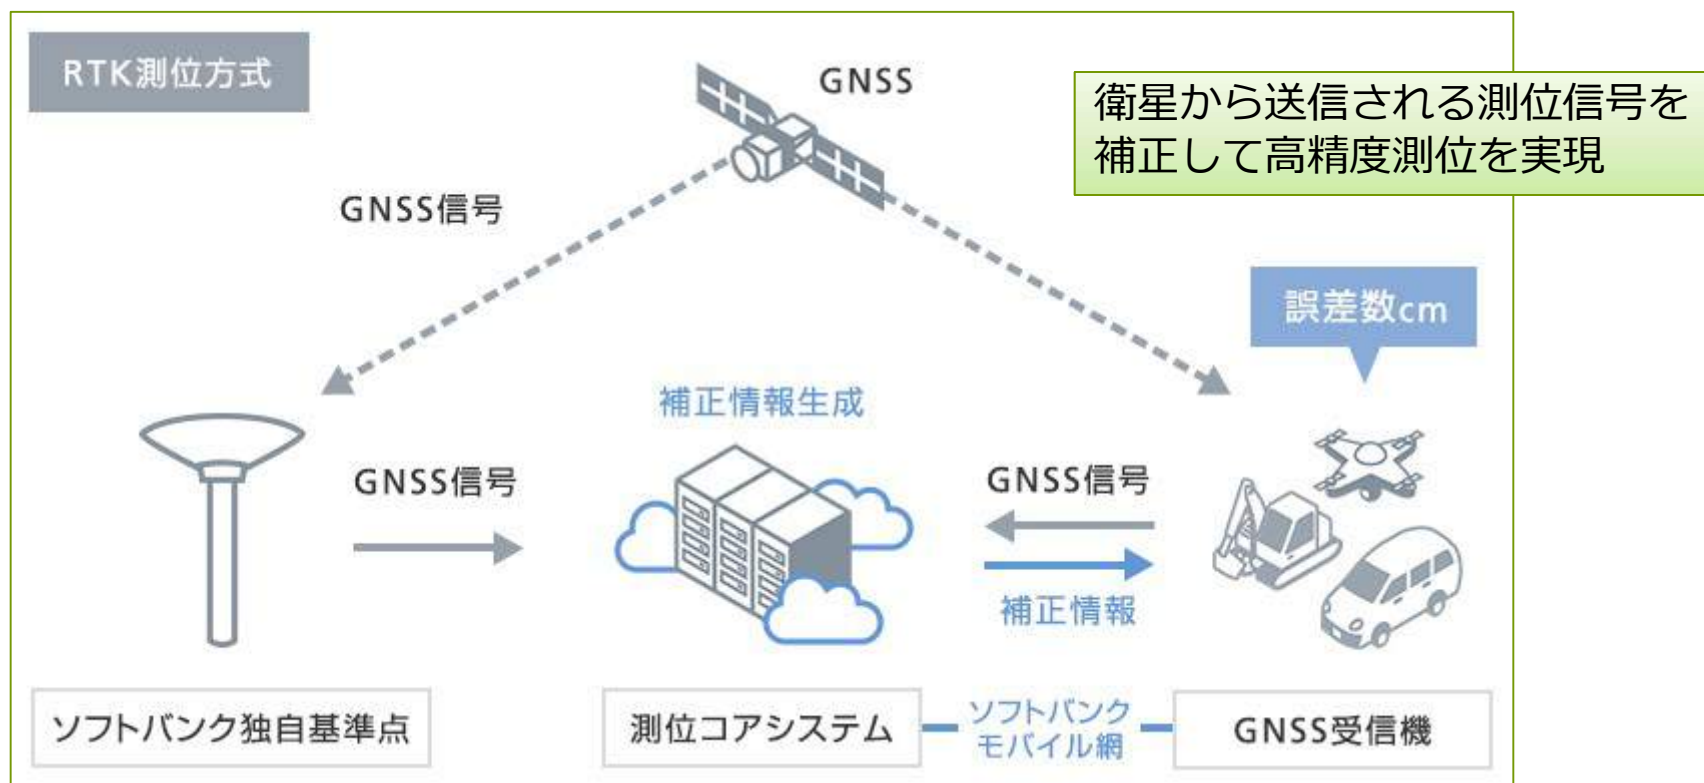 RTK測位方式
GNSS
衛星から送信される測位信号を
補正して高精度測位を実現
GNSS信号
誤差数cm
補正情報生成
GNSS信号
GNSS信号
補正情報
ソフトバンク独自基準点
測位コアシステム
ソフトバンク
モバイル網
GNSS受信機